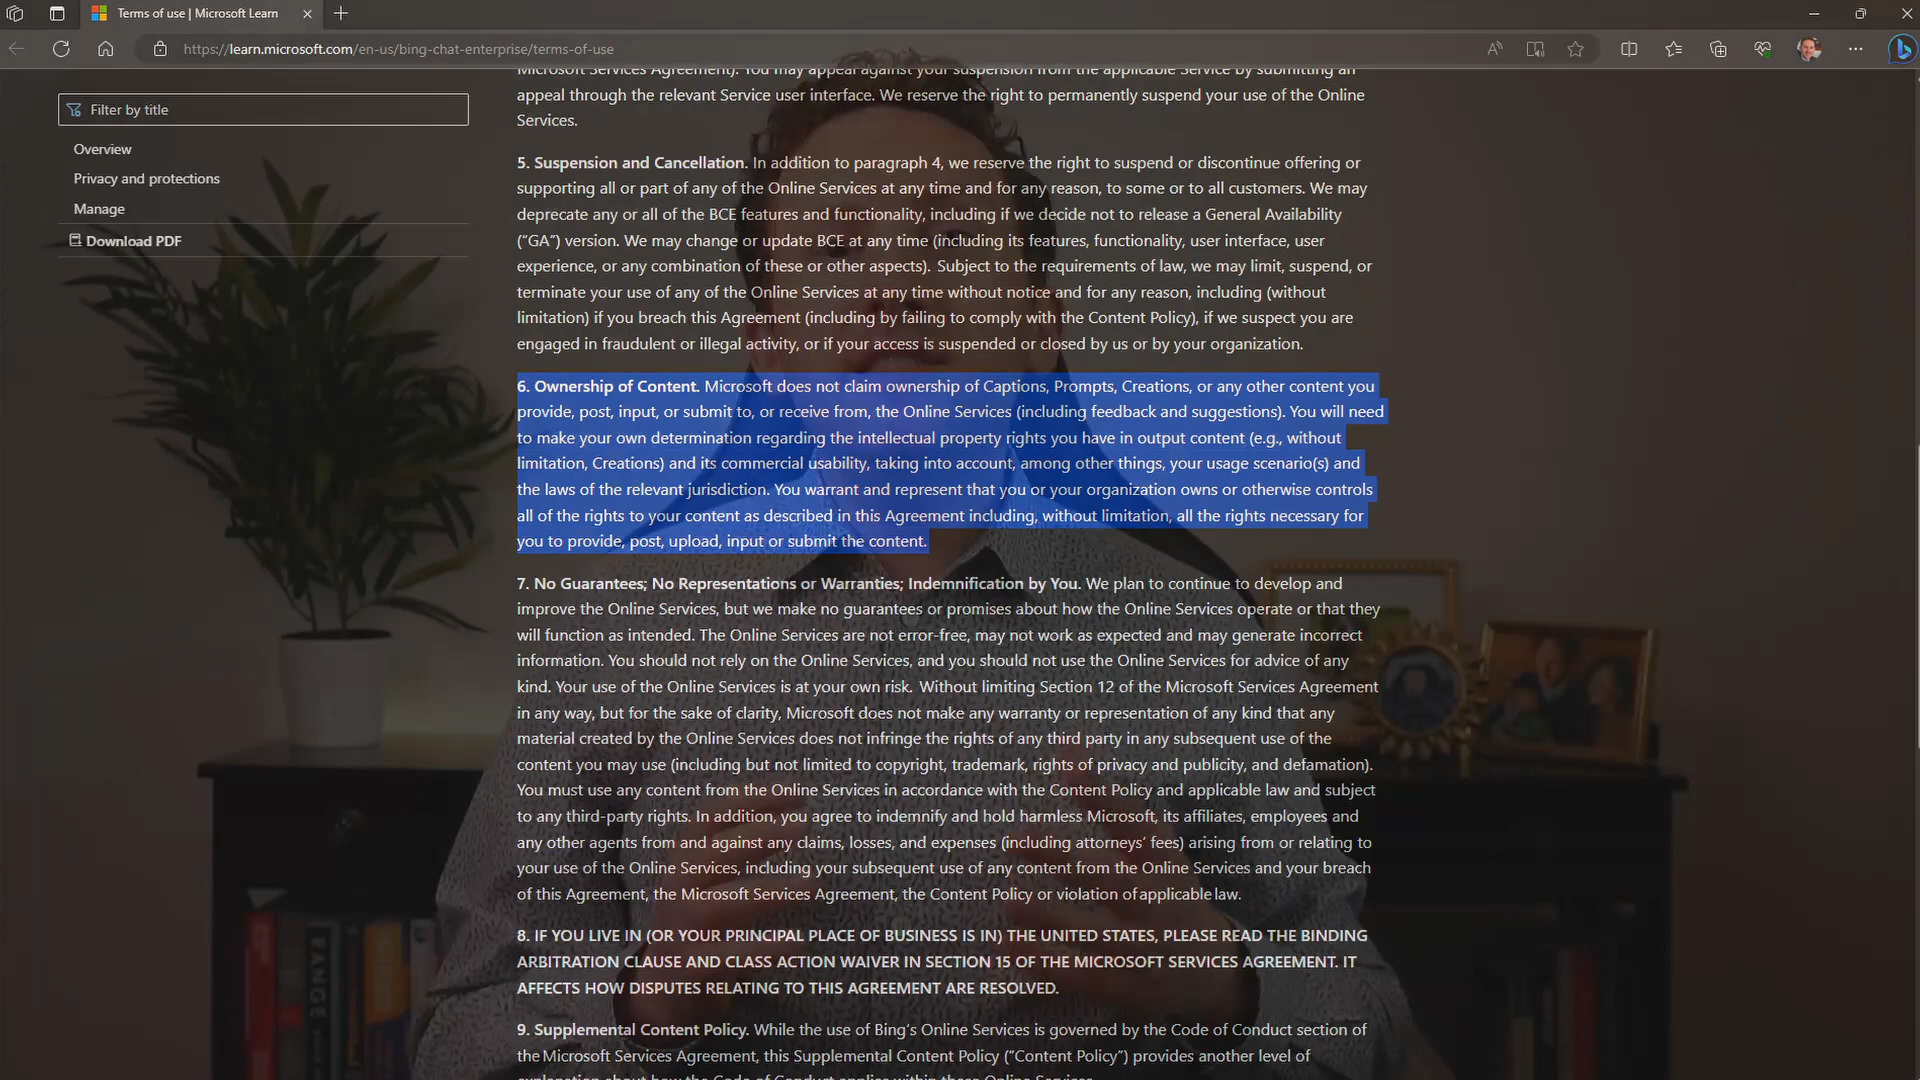 Terms of use | Microsoft Learn
https://learn.microsoft.com/en-us/bing-chat-enterprise/terms-of-use
Filter by title
Overview
Privacy and protections
Manage
Download PDF
Microsoft Services Agreement). You may appeal against your suspension from the applicable Service by submitting an
appeal through the relevant Service user interface. We reserve the right to permanently suspend your use of the Online
Services.
5. Suspension and Cancellation. In addition to paragraph 4, we reserve the right to suspend or discontinue offering or
supporting all or part of any of the Online Services at any time and for any reason, to some or to all customers. We may
deprecate any or all of the BCE features and functionality, including if we decide not to release a General Availability
(“GA”) version. We may change or update BCE at any time (including its features, functionality, user interface, user
experience, or any combination of these or other aspects). Subject to the requirements of law, we may limit, suspend, or
terminate your use of any of the Online Services at any time without notice and for any reason, including (without
limitation) if you breach this Agreement (including by failing to comply with the Content Policy), if we suspect you are
engaged in fraudulent or illegal activity, or if your access is suspended or closed by us or by your organization.
6. Ownership of Content. Microsoft does not claim ownership of Captions, Prompts, Creations, or any other content you
provide, post, input, or submit to, or receive from, the Online Services (including feedback and suggestions). You will need
to make your own determination regarding the intellectual property rights you have in output content (e.g., without
limitation, Creations) and its commercial usability, taking into account, among other things, your usage scenario(s) and
the laws of the relevant jurisdiction. You warrant and represent that you or your organization owns or otherwise controls
all of the rights to your content as described in this Agreement including, without limitation, all the rights necessary for
you to provide, post, upload, input or submit the content.
7. No Guarantees; No Representations or Warranties; Indemnification by You. We plan to continue to develop and
improve the Online Services, but we make no guarantees or promises about how the Online Services operate or that they
will function as intended. The Online Services are not error-free, may not work as expected and may generate incorrect
information. You should not rely on the Online Services, and you should not use the Online Services for advice of any
kind. Your use of the Online Services is at your own risk. Without limiting Section 12 of the Microsoft Services Agreement
in any way, but for the sake of clarity, Microsoft does not make any warranty or representation of any kind that any
material created by the Online Services does not infringe the rights of any third party in any subsequent use of the
content you may use (including but not limited to copyright, trademark, rights of privacy and publicity, and defamation).
You must use any content from the Online Services in accordance with the Content Policy and applicable law and subject
to any third-party rights. In addition, you agree to indemnify and hold harmless Microsoft, its affiliates, employees and
any other agents from and against any claims, losses, and expenses (including attorneys’ fees) arising from or relating to
your use of the Online Services, including your subsequent use of any content from the Online Services and your breach
of this Agreement, the Microsoft Services Agreement, the Content Policy or violation of applicable law.
8. IF YOU LIVE IN (OR YOUR PRINCIPAL PLACE OF BUSINESS IS IN) THE UNITED STATES, PLEASE READ THE BINDING
ARBITRATION CLAUSE AND CLASS ACTION WAIVER IN SECTION 15 OF THE MICROSOFT SERVICES AGREEMENT. IT
AFFECTS HOW DISPUTES RELATING TO THIS AGREEMENT ARE RESOLVED.
9. Supplemental Content Policy. While the use of Bing’s Online Services is governed by the Code of Conduct section of
the Microsoft Services Agreement, this Supplemental Content Policy (“Content Policy”) provides another level of
explanation about how the Code of Conduct applies within these Online Services.
RANGE